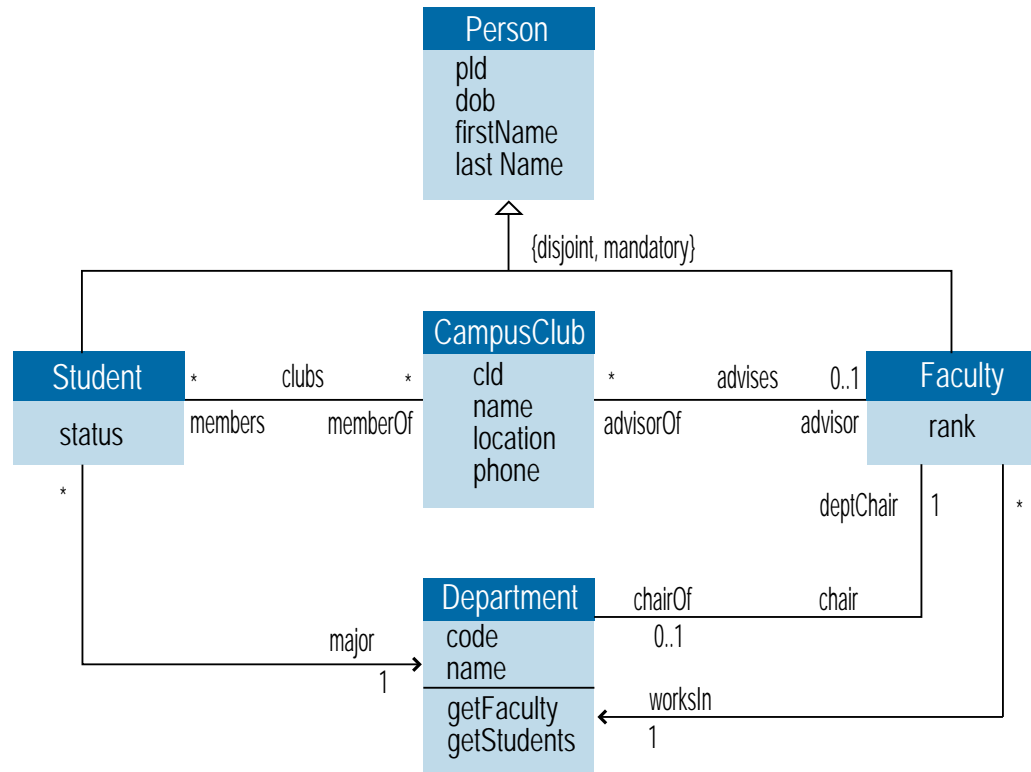 Person
pId
dob
firstName
last Name
{disjoint, mandatory}
Student
status
* clubs *
members memberOf
CampusClub
cId
name
location
phone
* advises 0..1
advisorOf advisor
Faculty
rank
*
deptChair 1 *
Department
code
name
getFaculty
getStudents
chairOf chair
0..1
major
1
worksIn
1